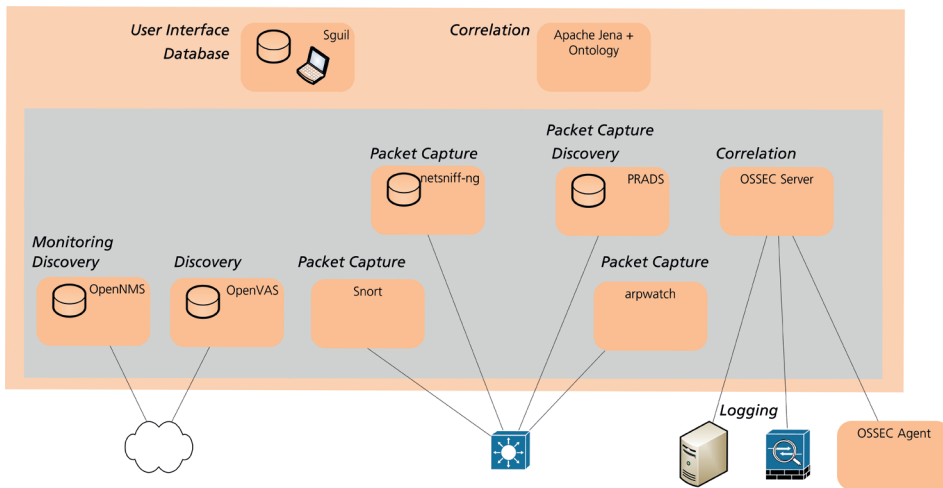 User Interface
Database
Sguil
Correlation
Apache Jena +
Ontology
Packet Capture
netsniff-ng
Packet Capture
Discovery
PRADS
Correlation
OSSEC Server
Monitoring
Discovery
OpenNMS
Discovery
OpenVAS
Packet Capture
Snort
Packet Capture
arpwatch
Logging
OSSEC Agent